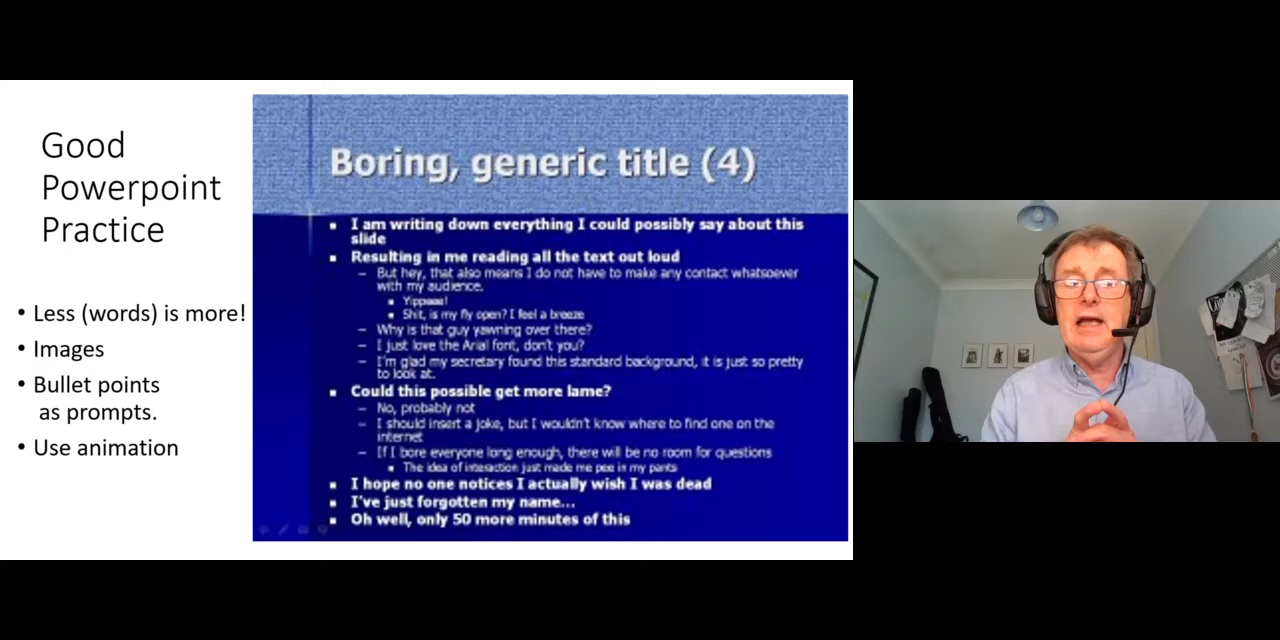 Good
Powerpoint
Practice
• Less (words) is more!
• Images
• Bullet points
as prompts.
• Use animation
Boring, generic title (4)
▪ I am writing down everything I could possibly say about this
slide
▪ Resulting in me reading all the text out loud
– But hey, that also means I do not have to make any contact whatsoever
with my audience.
▪ Yippeee!
▪ Shit, is my fly open? I feel a breeze
– Why is that guy yawning over there?
– I just love the Arial font, don't you?
– I'm glad my secretary found this standard background, it is just so pretty
to look at.
▪ Could this possible get more lame?
– No, probably not
– I should insert a joke, but I wouldn't know where to find one on the
internet
– If I bore everyone long enough, there will be no room for questions
▪ The idea of interaction just made me pee in my pants
▪ I hope no one notices I actually wish I was dead
▪ I've just forgotten my name...
▪ Oh well, only 50 more minutes of this